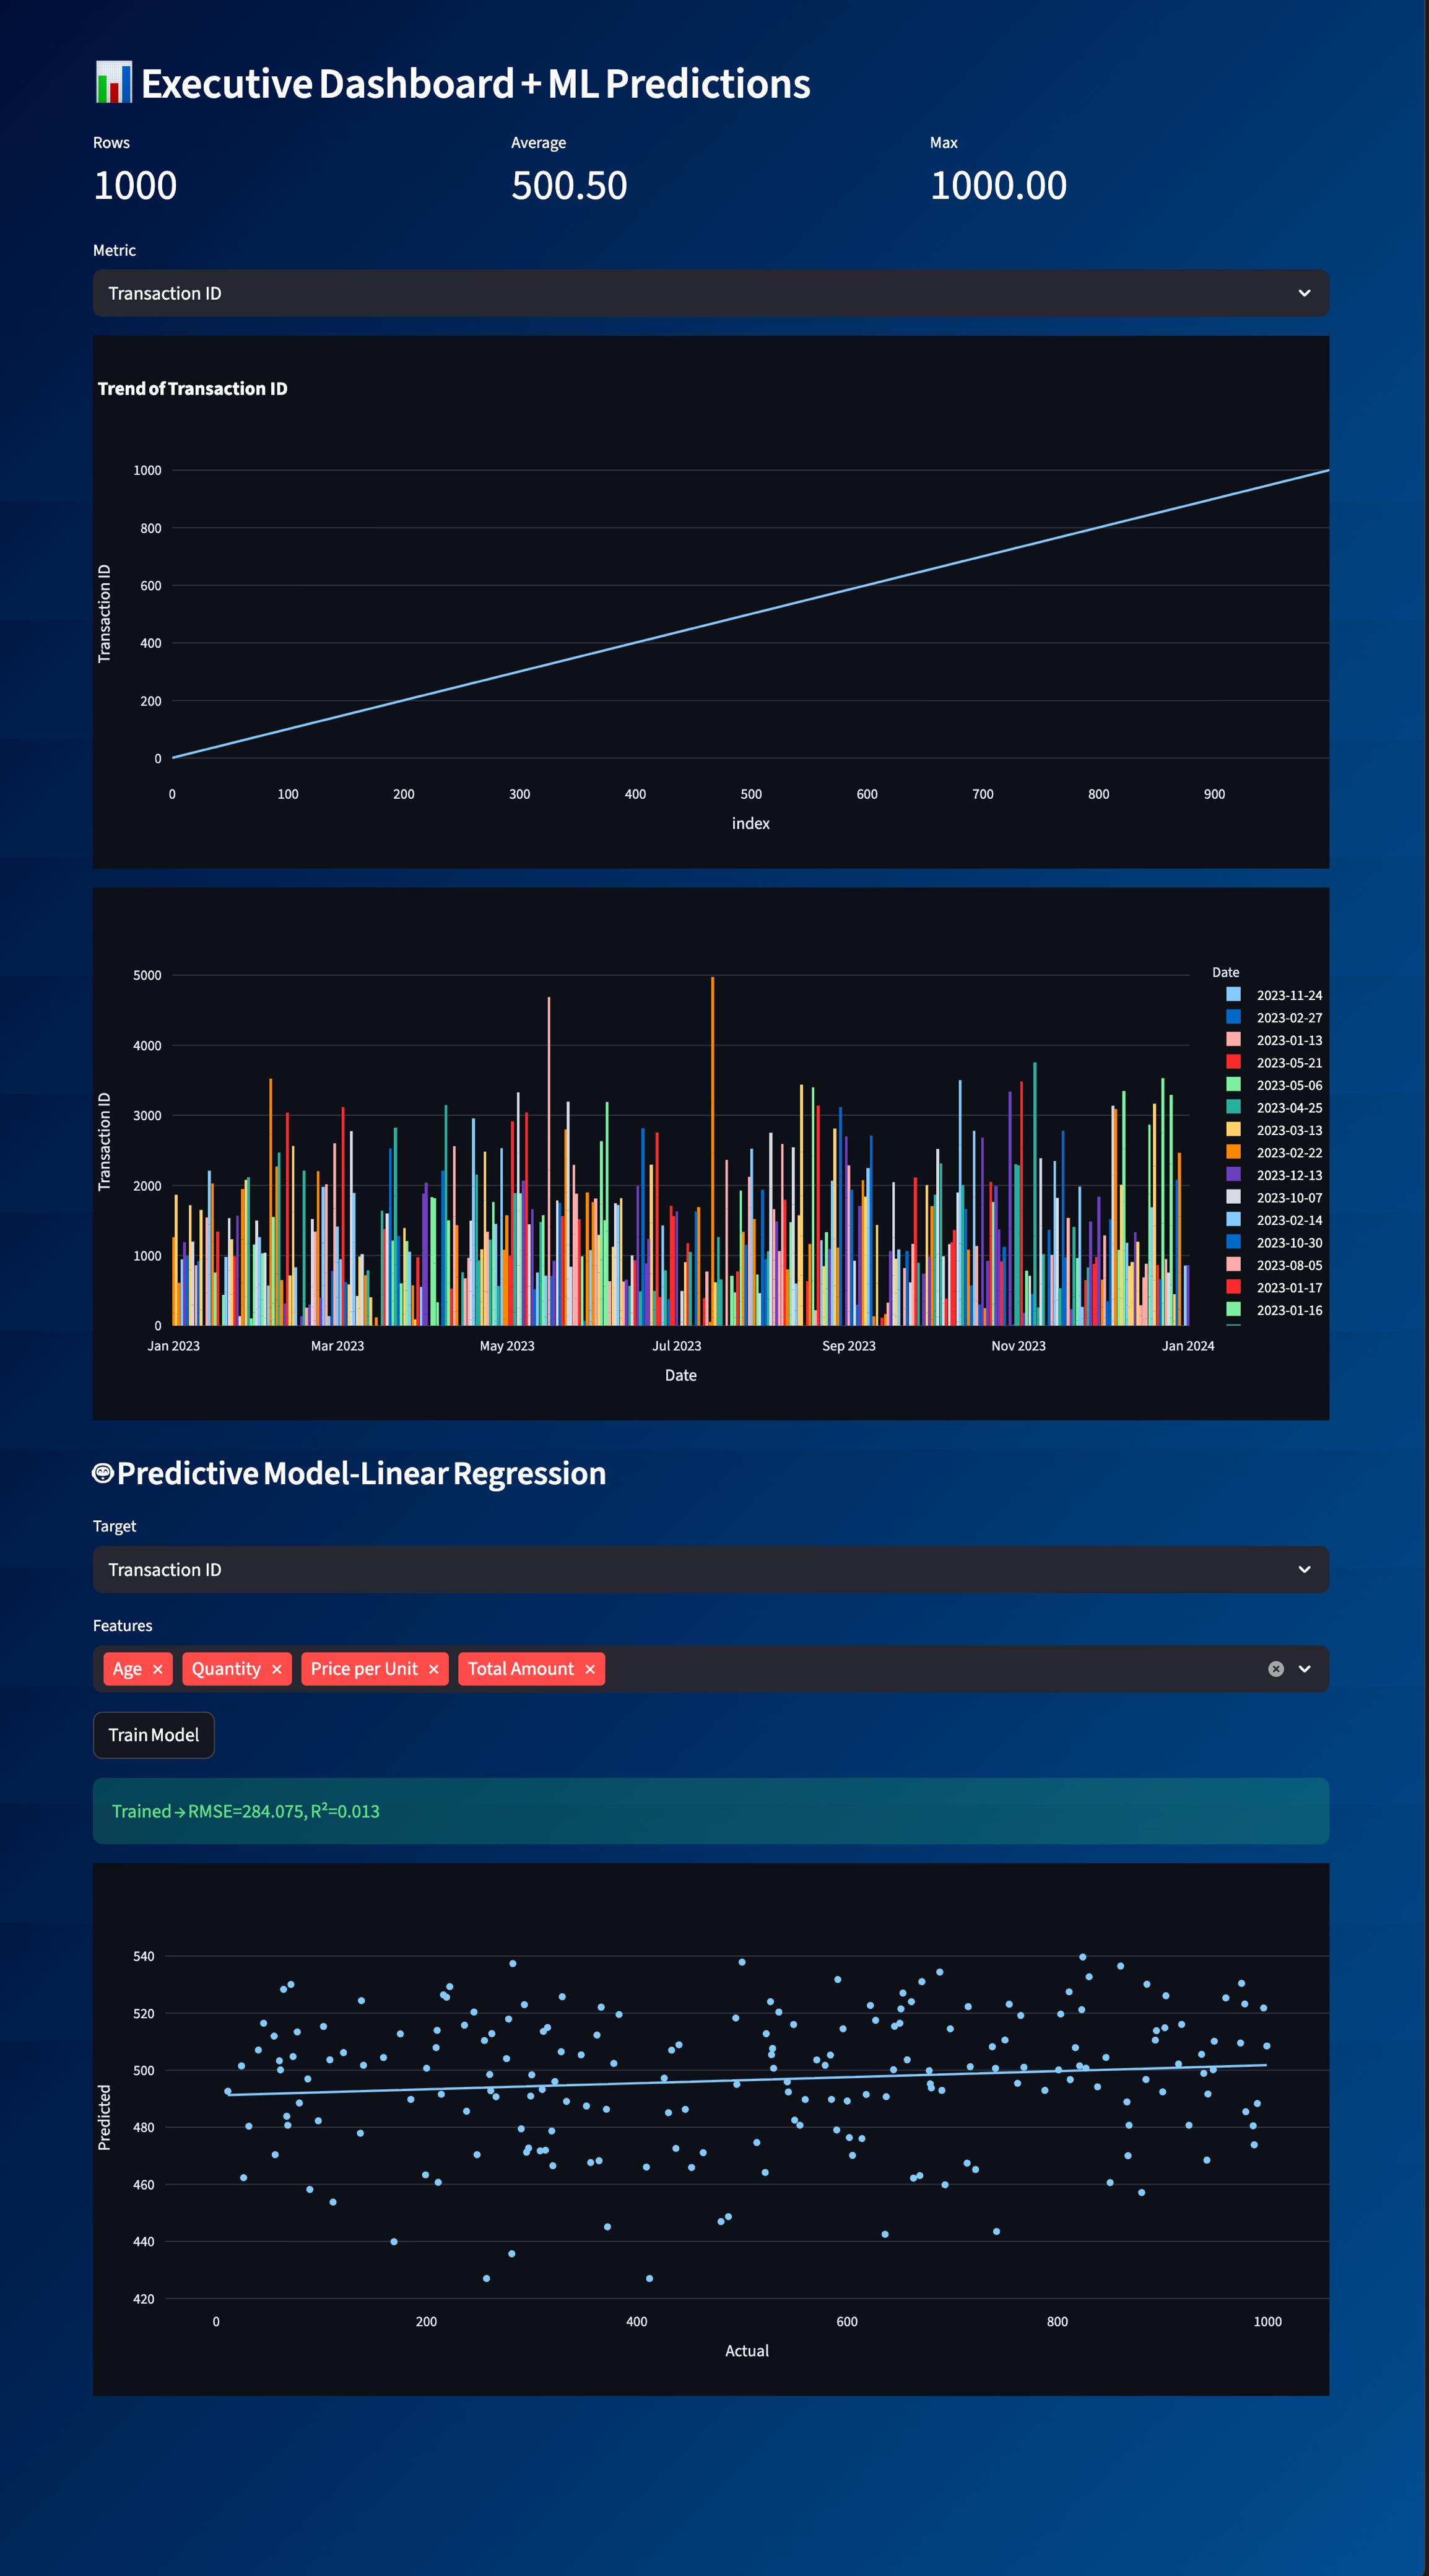 📊 Executive Dashboard + ML Predictions
Rows
1000
Average
500.50
Max
1000.00
Metric
Transaction ID
Trend of Transaction ID
1000
800
600
400
200
0
Transaction ID
0 100 200 300 400 500 600 700 800 900
index
5000
4000
3000
2000
1000
0
Transaction ID
Jan 2023 Mar 2023 May 2023 Jul 2023 Sep 2023 Nov 2023 Jan 2024
Date
Date
2023-11-24
2023-02-27
2023-01-13
2023-05-21
2023-05-06
2023-04-25
2023-03-13
2023-02-22
2023-12-13
2023-10-07
2023-02-14
2023-10-30
2023-08-05
2023-01-17
2023-01-16
Predictive Model-Linear Regression
Target
Transaction ID
Features
Age × Quantity × Price per Unit × Total Amount ×
Train Model
Trained → RMSE=284.075, R²=0.013
540
520
500
480
460
440
420
Predicted
0 200 400 600 800 1000
Actual